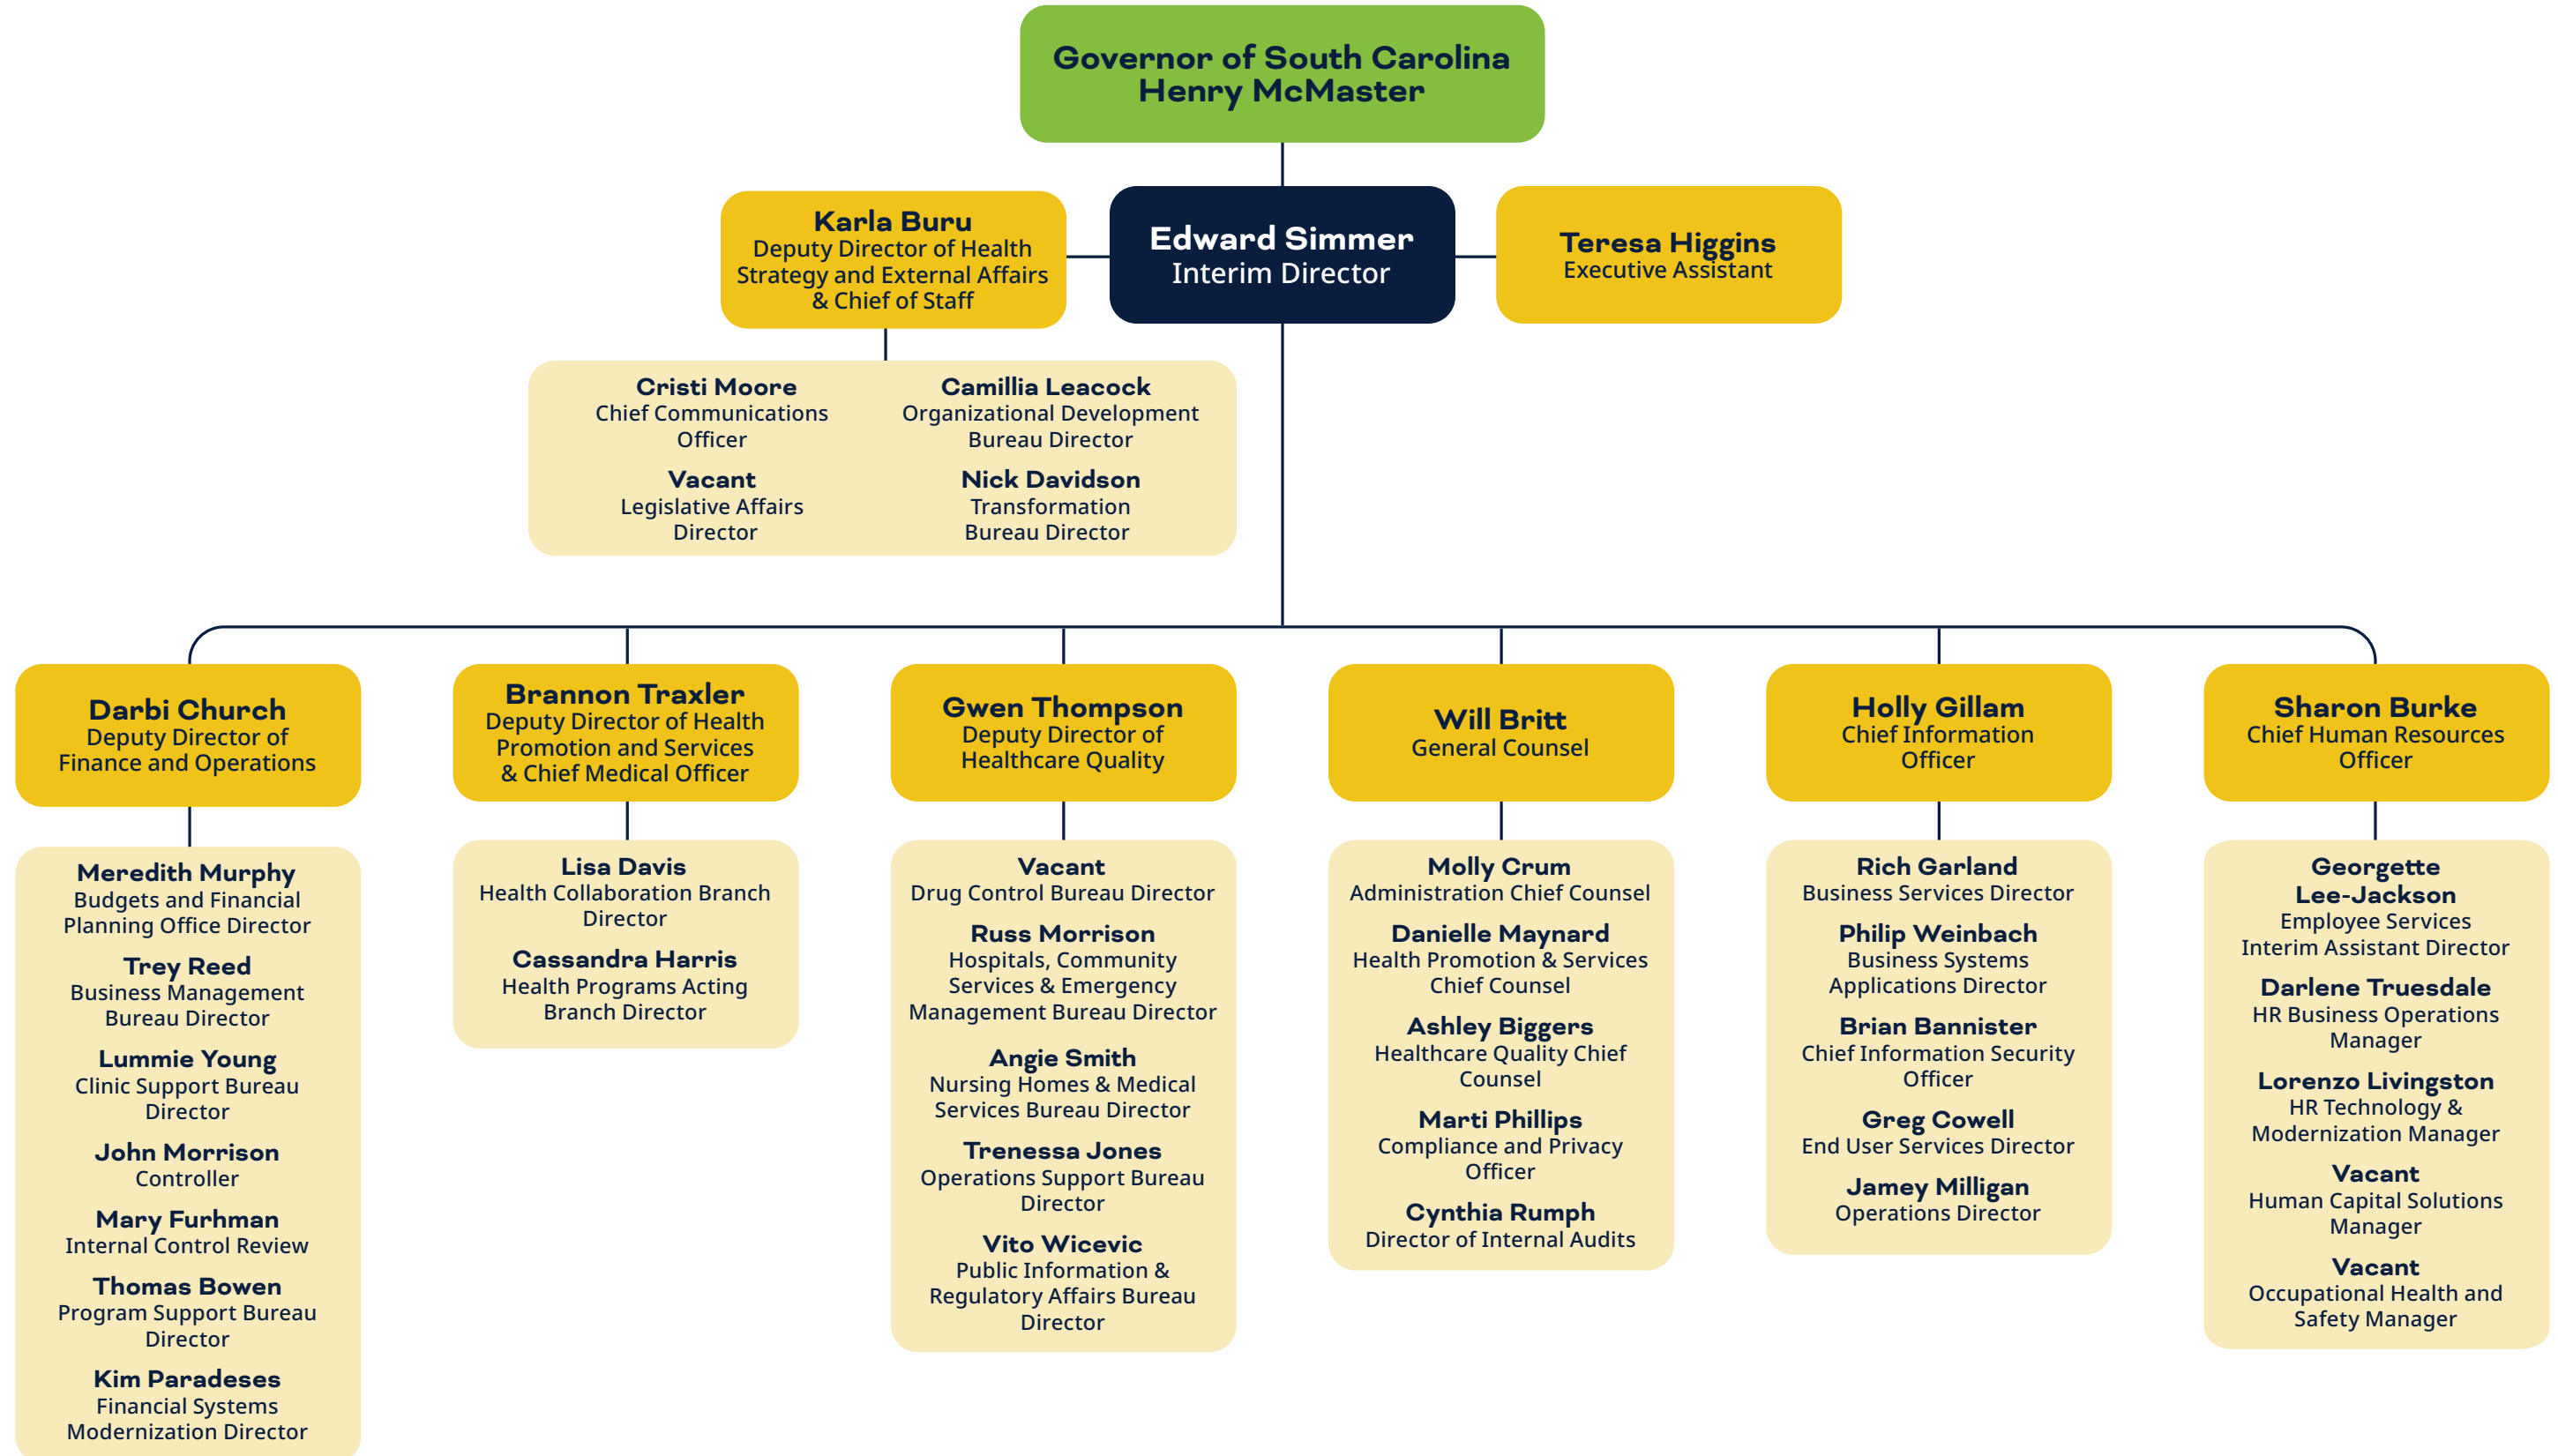 Governor of South Carolina
Henry McMaster
Karla Buru
Deputy Director of Health
Strategy and External Affairs
& Chief of Staff
Edward Simmer
Interim Director
Teresa Higgins
Executive Assistant
Cristi Moore
Chief Communications
Officer
Vacant
Legislative Affairs
Director
Camillia Leacock
Organizational Development
Bureau Director
Nick Davidson
Transformation
Bureau Director
Darbi Church
Deputy Director of
Finance and Operations
Meredith Murphy
Budgets and Financial
Planning Office Director
Trey Reed
Business Management
Bureau Director
Lummie Young
Clinic Support Bureau
Director
John Morrison
Controller
Mary Furhman
Internal Control Review
Thomas Bowen
Program Support Bureau
Director
Kim Paradeses
Financial Systems
Modernization Director
Brannon Traxler
Deputy Director of Health
Promotion and Services
& Chief Medical Officer
Lisa Davis
Health Collaboration Branch
Director
Cassandra Harris
Health Programs Acting
Branch Director
Gwen Thompson
Deputy Director of
Healthcare Quality
Vacant
Drug Control Bureau Director
Russ Morrison
Hospitals, Community
Services & Emergency
Management Bureau Director
Angie Smith
Nursing Homes & Medical
Services Bureau Director
Trenessa Jones
Operations Support Bureau
Director
Vito Wicevic
Public Information &
Regulatory Affairs Bureau
Director
Will Britt
General Counsel
Molly Crum
Administration Chief Counsel
Danielle Maynard
Health Promotion & Services
Chief Counsel
Ashley Biggers
Healthcare Quality Chief
Counsel
Marti Phillips
Compliance and Privacy
Officer
Cynthia Rumph
Director of Internal Audits
Holly Gillam
Chief Information
Officer
Rich Garland
Business Services Director
Philip Weinbach
Business Systems
Applications Director
Brian Bannister
Chief Information Security
Officer
Greg Cowell
End User Services Director
Jamey Milligan
Operations Director
Sharon Burke
Chief Human Resources
Officer
Georgette
Lee-Jackson
Employee Services
Interim Assistant Director
Darlene Truesdale
HR Business Operations
Manager
Lorenzo Livingston
HR Technology &
Modernization Manager
Vacant
Human Capital Solutions
Manager
Vacant
Occupational Health and
Safety Manager